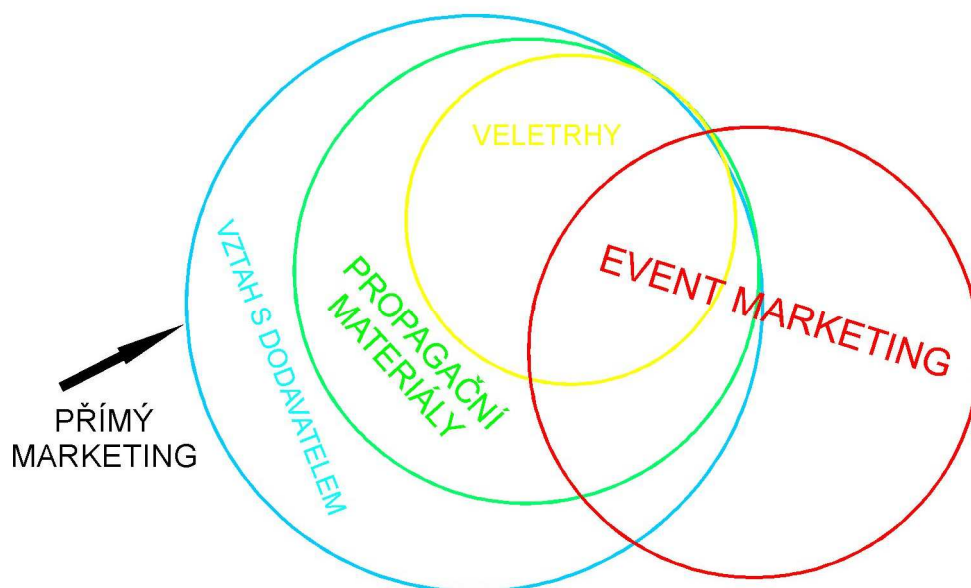 VELETRHY
EVENT MARKETING
VZTAH S DODAVATELEM
PROPAGAČNÍ
MATERIÁLY
PŘÍMÝ
MARKETING